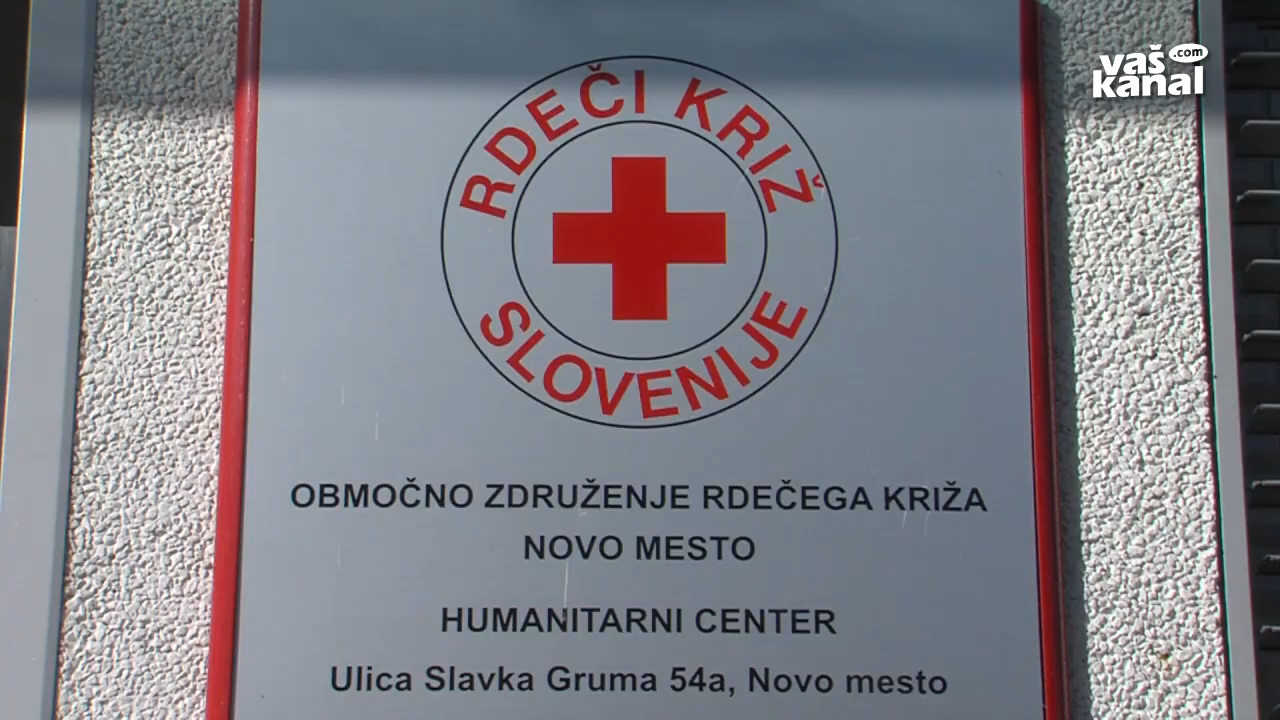 vaš .com
kanal
RDEČI KRIŽ
SLOVENIJE
OBMOČNO ZDRUŽENJE RDEČEGA KRIŽA
NOVO MESTO
HUMANITARNI CENTER
Ulica Slavka Gruma 54a, Novo mesto